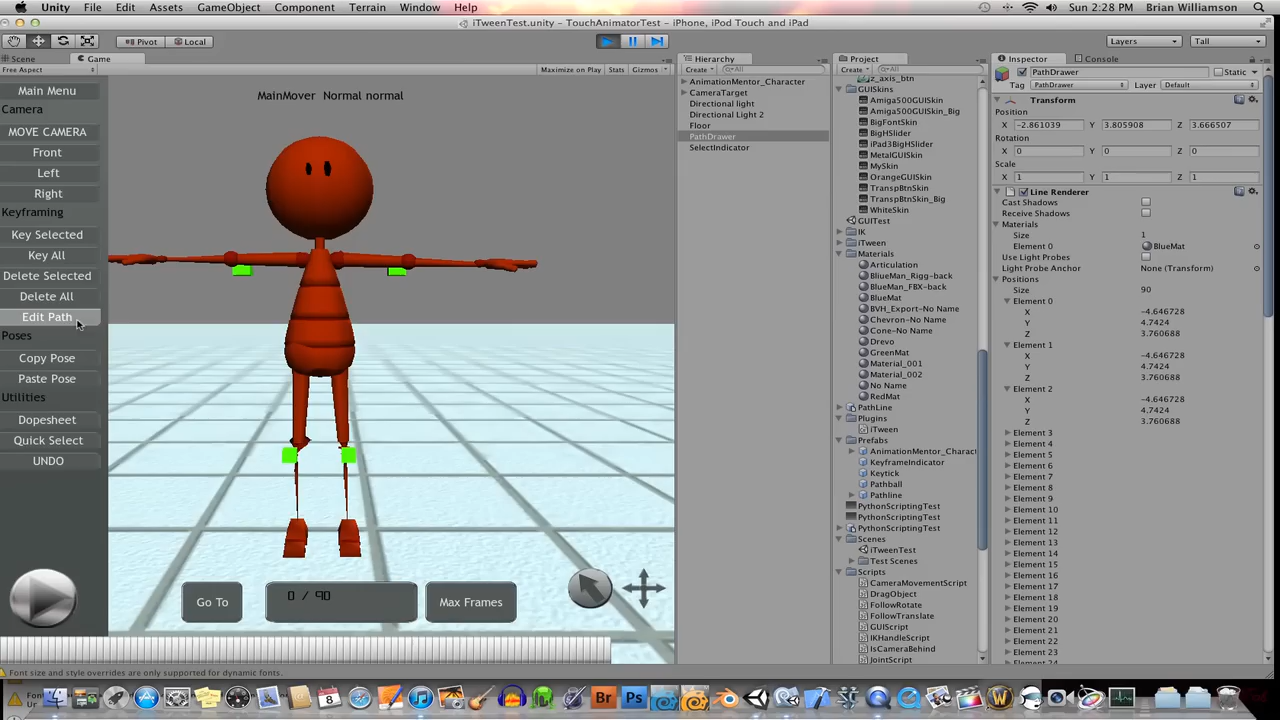 Unity File Edit Assets GameObject Component Terrain Window Help
Sun 2:28 PM Brian Williamson
iTweenTest.unity – TouchAnimatorTest – iPhone, iPod Touch and iPad
Pivot Local
Layers Tall
Scene Game
Free Aspect
Maximize on Play Stats Gizmos
Main Menu
Camera
MOVE CAMERA
Front
Left
Right
Keyframing
Key Selected
Key All
Delete Selected
Delete All
Edit Path
Poses
Copy Pose
Paste Pose
Utilities
Dopesheet
Quick Select
UNDO
MainMover Normal normal
Go To
0 / 90
Max Frames
Font size and style overrides are only supported for dynamic fonts.
Hierarchy
Create All
AnimationMentor_Character
CameraTarget
Directional light
Directional Light 2
Floor
PathDrawer
SelectIndicator
Project
Create All
z_axis_btn
GUISkins
Amiga500GUISkin
Amiga500GUISkin_Big
BigFontSkin
BigHSlider
iPad3BigHSlider
MetalGUISkin
MySkin
OrangeGUISkin
TranspBtnSkin
TranspBtnSkin_Big
WhiteSkin
GUITest
IK
iTween
Materials
Articulation
BlueMan_Rigg-back
BlueMan_FBX-back
BlueMat
BVH_Export-No Name
Chevron-No Name
Cone-No Name
Drevo
GreenMat
Material_001
Material_002
No Name
RedMat
PathLine
Plugins
iTween
Prefabs
AnimationMentor_Charact
KeyframeIndicator
Keytick
Pathball
Pathline
PythonScriptingTest
PythonScriptingTest
PythonScriptingTest
Scenes
iTweenTest
Test Scenes
Scripts
CameraMovementScript
DragObject
FollowRotate
FollowTranslate
GUIScript
IKHandleScript
IsCameraBehind
JointScript
Inspector Console
PathDrawer Static
Tag PathDrawer Layer Default
Transform
Position
X −2.861039 Y 3.805908 Z 3.666507
Rotation
X 0 Y 0 Z 0
Scale
X 1 Y 1 Z 1
Line Renderer
Cast Shadows
Receive Shadows
Materials
Size 1
Element 0 BlueMat
Use Light Probes
Light Probe Anchor None (Transform)
Positions
Size 90
Element 0
X −4.646728
Y 4.7424
Z 3.760688
Element 1
X −4.646728
Y 4.7424
Z 3.760688
Element 2
X −4.646728
Y 4.7424
Z 3.760688
Element 3
Element 4
Element 5
Element 6
Element 7
Element 8
Element 9
Element 10
Element 11
Element 12
Element 13
Element 14
Element 15
Element 16
Element 17
Element 18
Element 19
Element 20
Element 21
Element 22
Element 23
Element 24
Br Ps